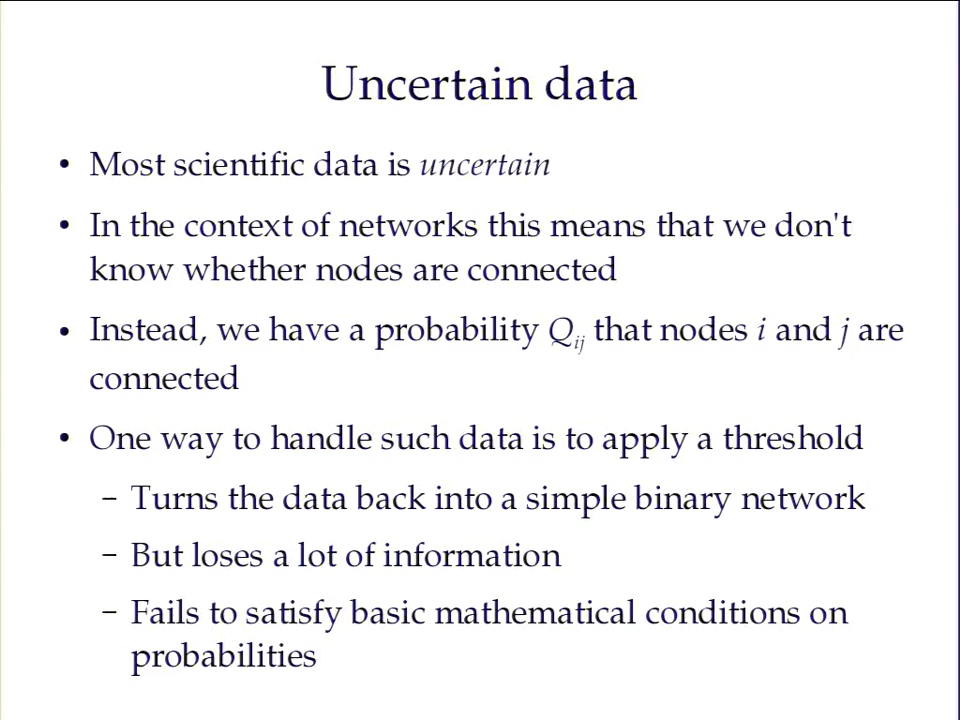 Uncertain data
• Most scientific data is uncertain
• In the context of networks this means that we don't
know whether nodes are connected
• Instead, we have a probability Qij that nodes i and j are
connected
• One way to handle such data is to apply a threshold
– Turns the data back into a simple binary network
– But loses a lot of information
– Fails to satisfy basic mathematical conditions on
probabilities